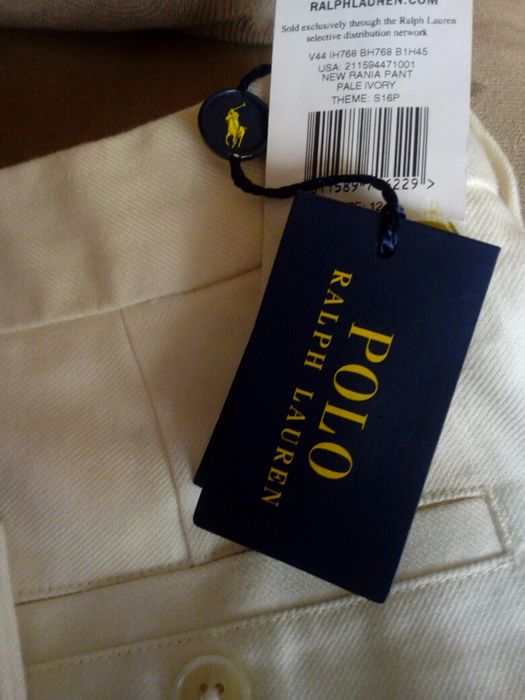 RALPHLAUREN.COM
Sold exclusively through the Ralph Lauren
selective distribution network
V44 IH768 BH768 B1H45
USA: 211594471001
NEW RANIA PANT
PALE IVORY
THEME: S16P
POLO
RALPH LAUREN